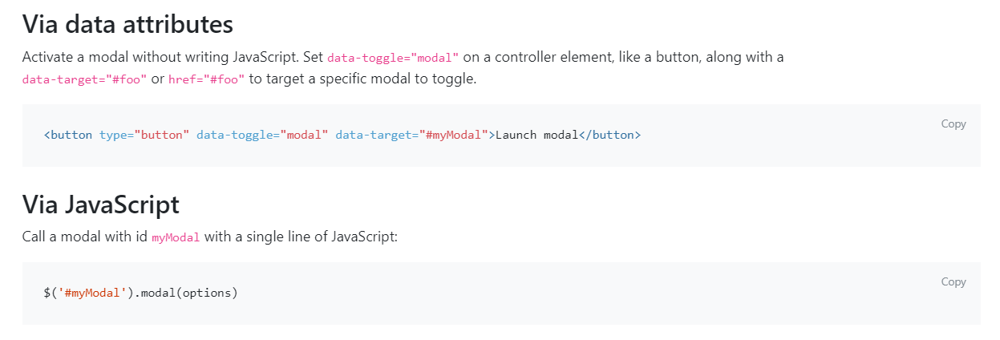 Via data attributes
Activate a modal without writing JavaScript. Set data-toggle="modal" on a controller element, like a button, along with a
data-target="#foo" or href="#foo" to target a specific modal to toggle.
Copy
<button type="button" data-toggle="modal" data-target="#myModal">Launch modal</button>
Via JavaScript
Call a modal with id myModal with a single line of JavaScript:
Copy
$('#myModal').modal(options)